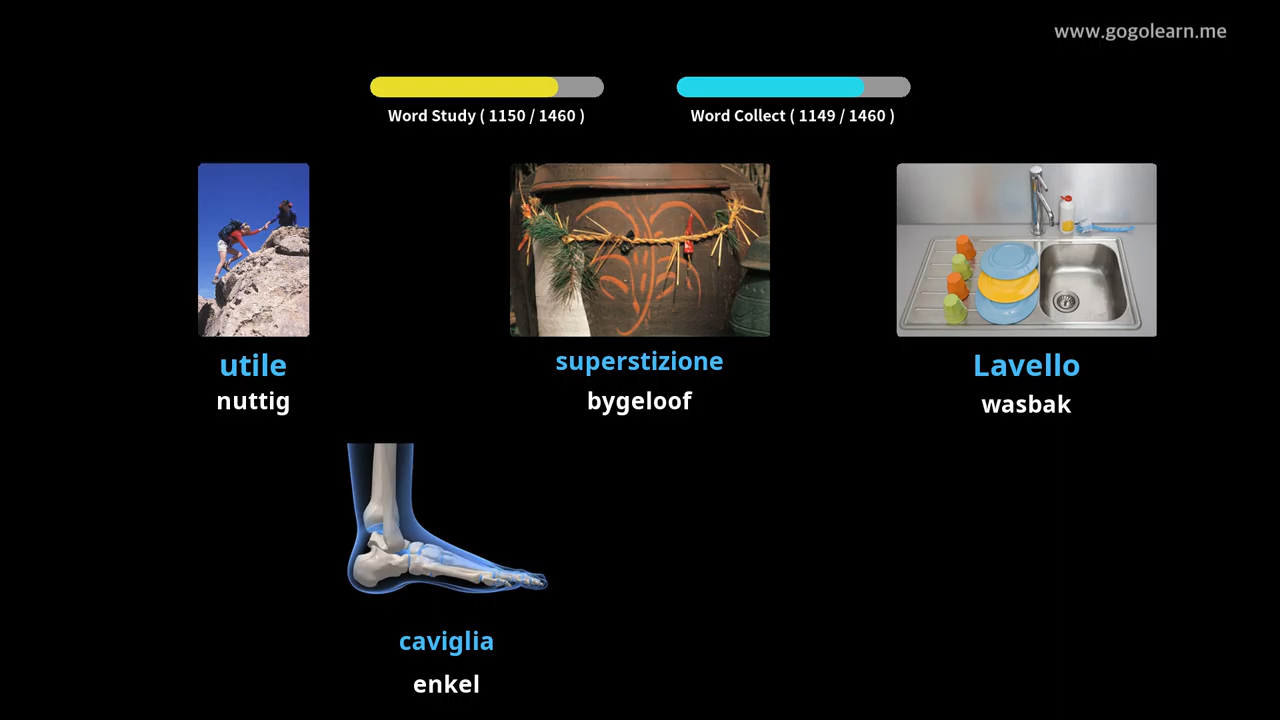 www.gogolearn.me
Word Study ( 1150 / 1460 )
Word Collect ( 1149 / 1460 )
utile
nuttig
superstizione
bygeloof
Lavello
wasbak
caviglia
enkel